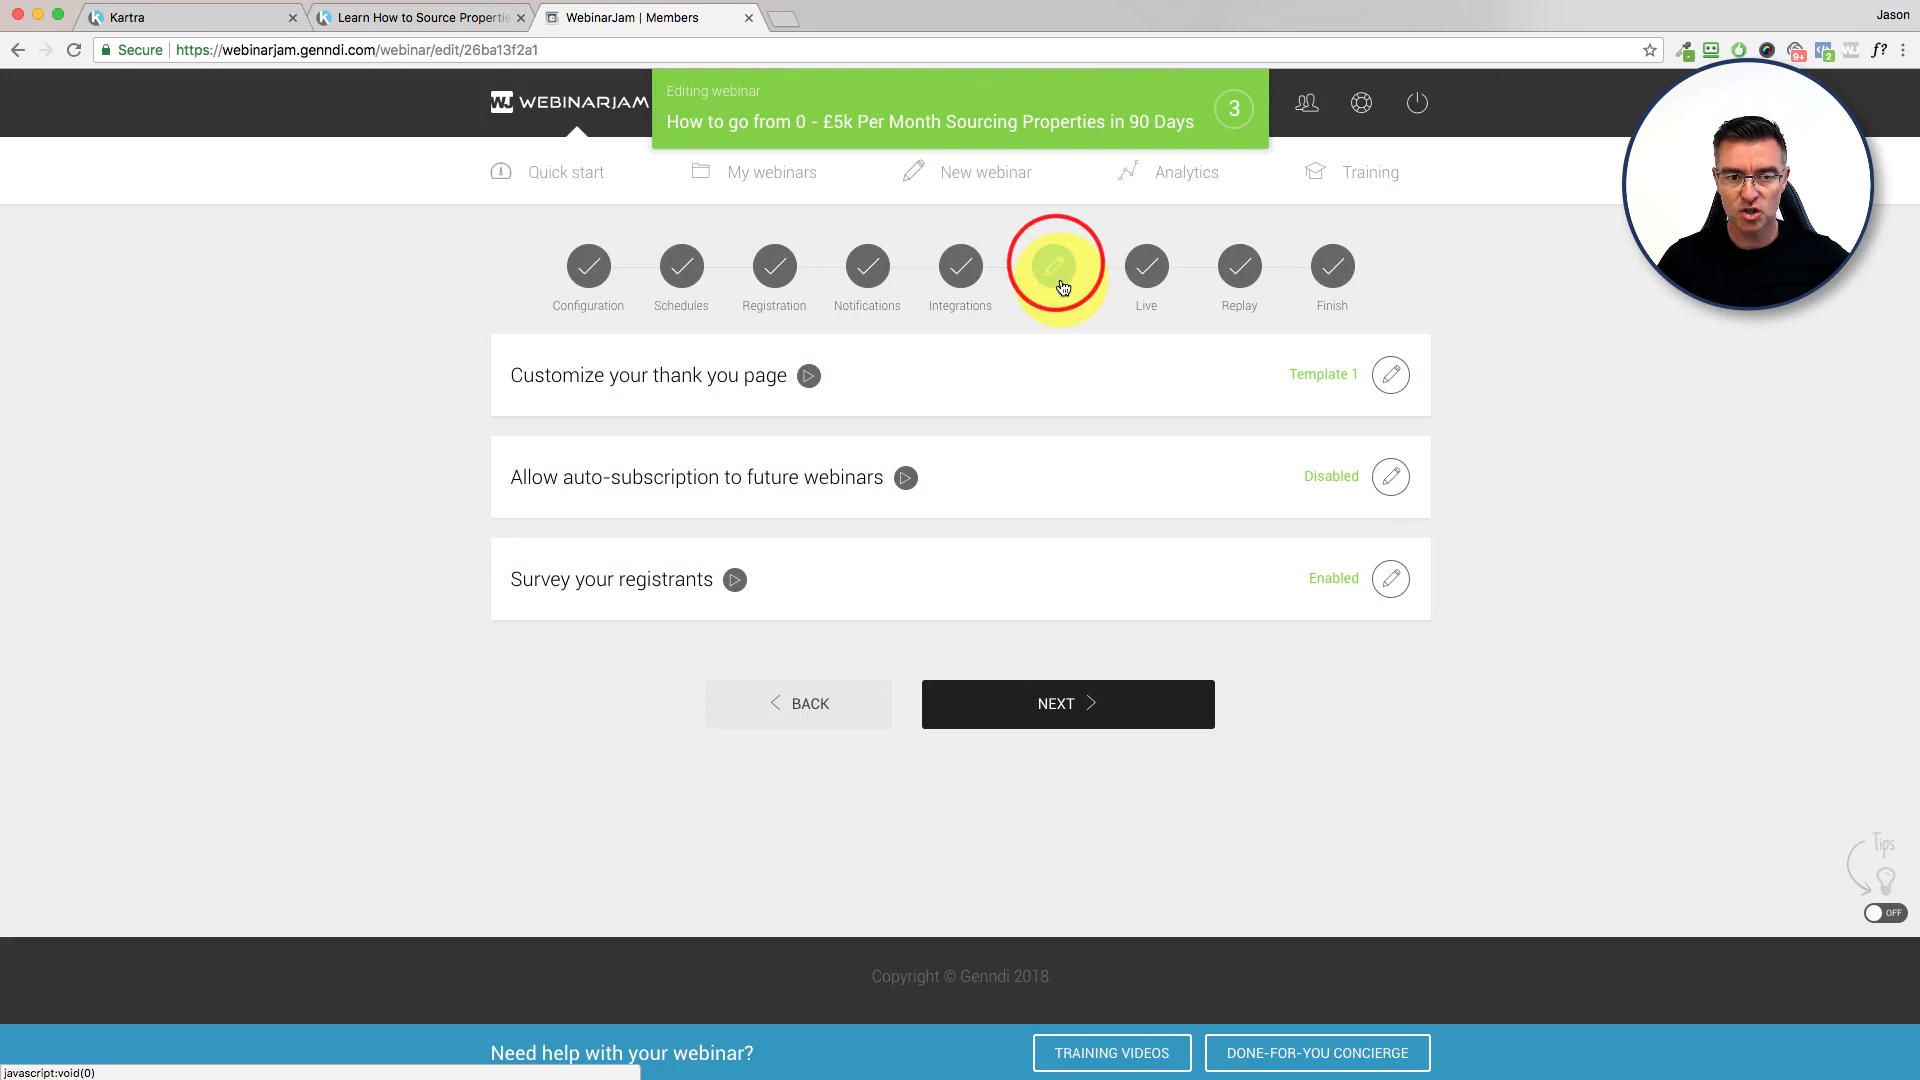 Kartra
Learn How to Source Properti
WebinarJam | Members
Jason
Secure
https://webinarjam.genndi.com/webinar/edit/26ba13f2a1
9+
2
WJ
f?
WJ WEBINARJAM
Editing webinar
How to go from 0 - £5k Per Month Sourcing Properties in 90 Days
3
Quick start
My webinars
New webinar
Analytics
Training
Configuration
Schedules
Registration
Notifications
Integrations
Live
Replay
Finish
Customize your thank you page
Template 1
Allow auto-subscription to future webinars
Disabled
Survey your registrants
Enabled
BACK
NEXT
Tips
OFF
Copyright © Genndi 2018
Need help with your webinar?
TRAINING VIDEOS
DONE-FOR-YOU CONCIERGE
javascript:void(0)